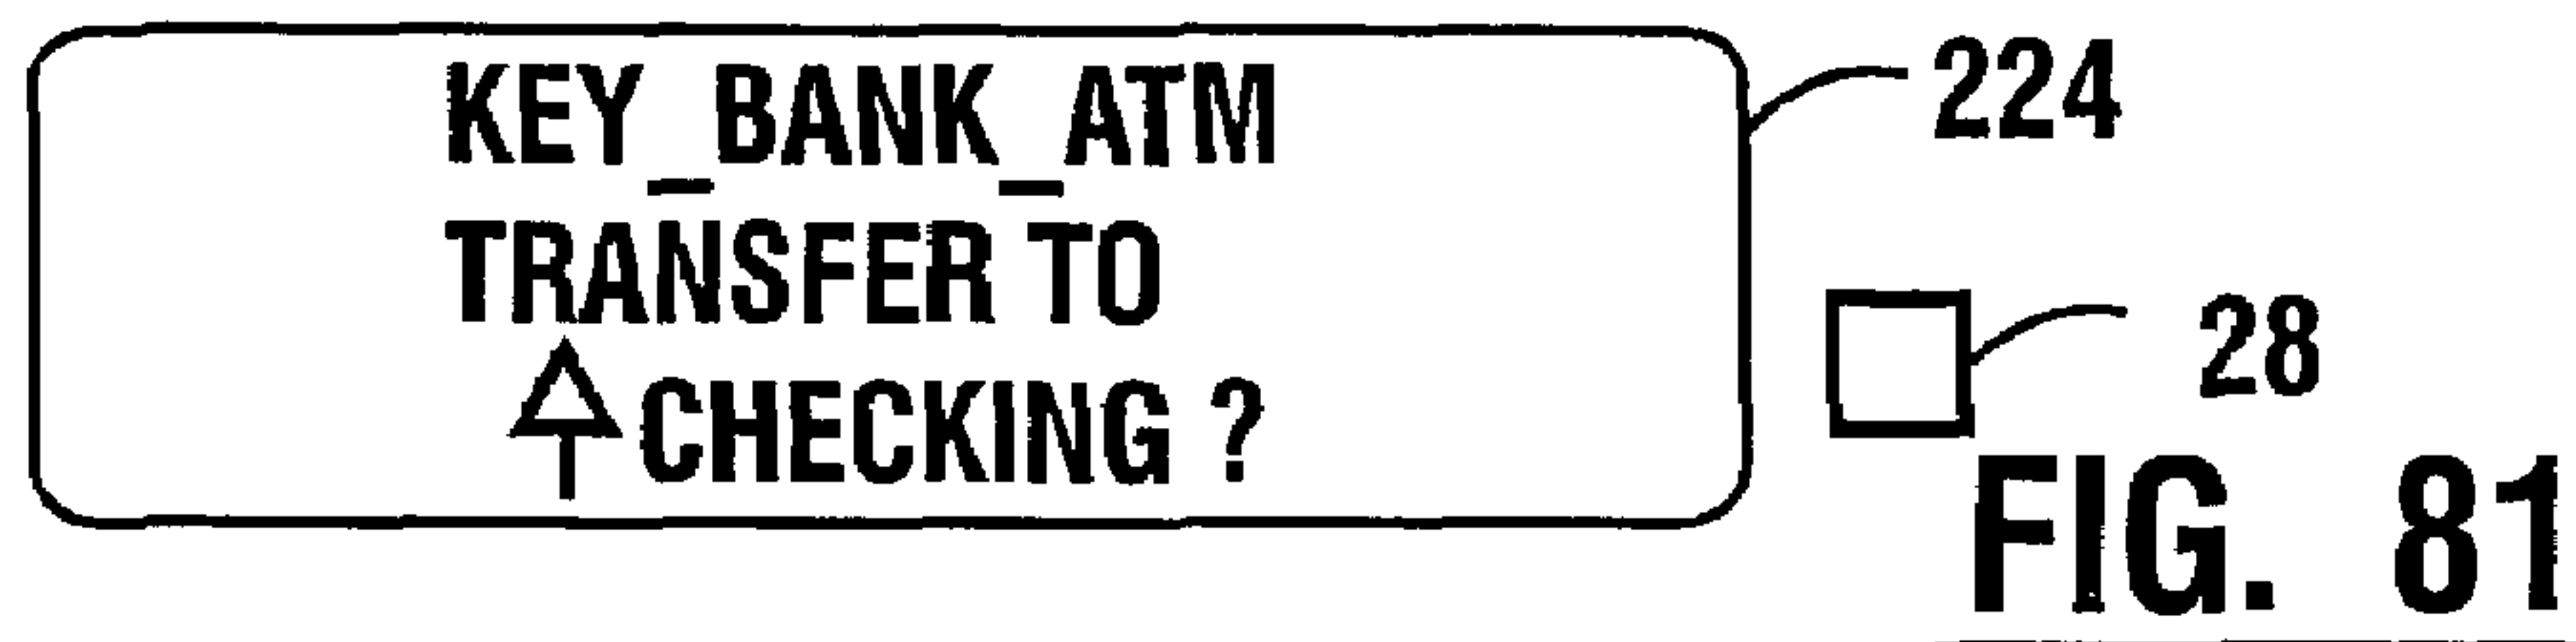 KEY_BANK_ATM
TRANSFER TO
CHECKING ?
224
28
FIG. 81